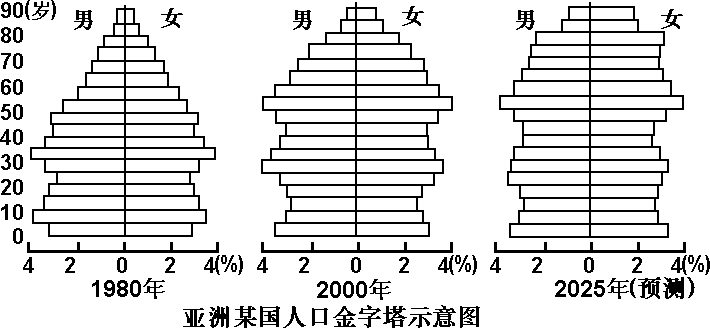 90(岁)
80
70
60
50
40
30
20
10
0
男 女
男 女
男 女
4 2 0 2 4(%)
4 2 0 2 4(%)
4 2 0 2 4(%)
1980年
2000年
2025年(预测)
亚洲某国人口金字塔示意图